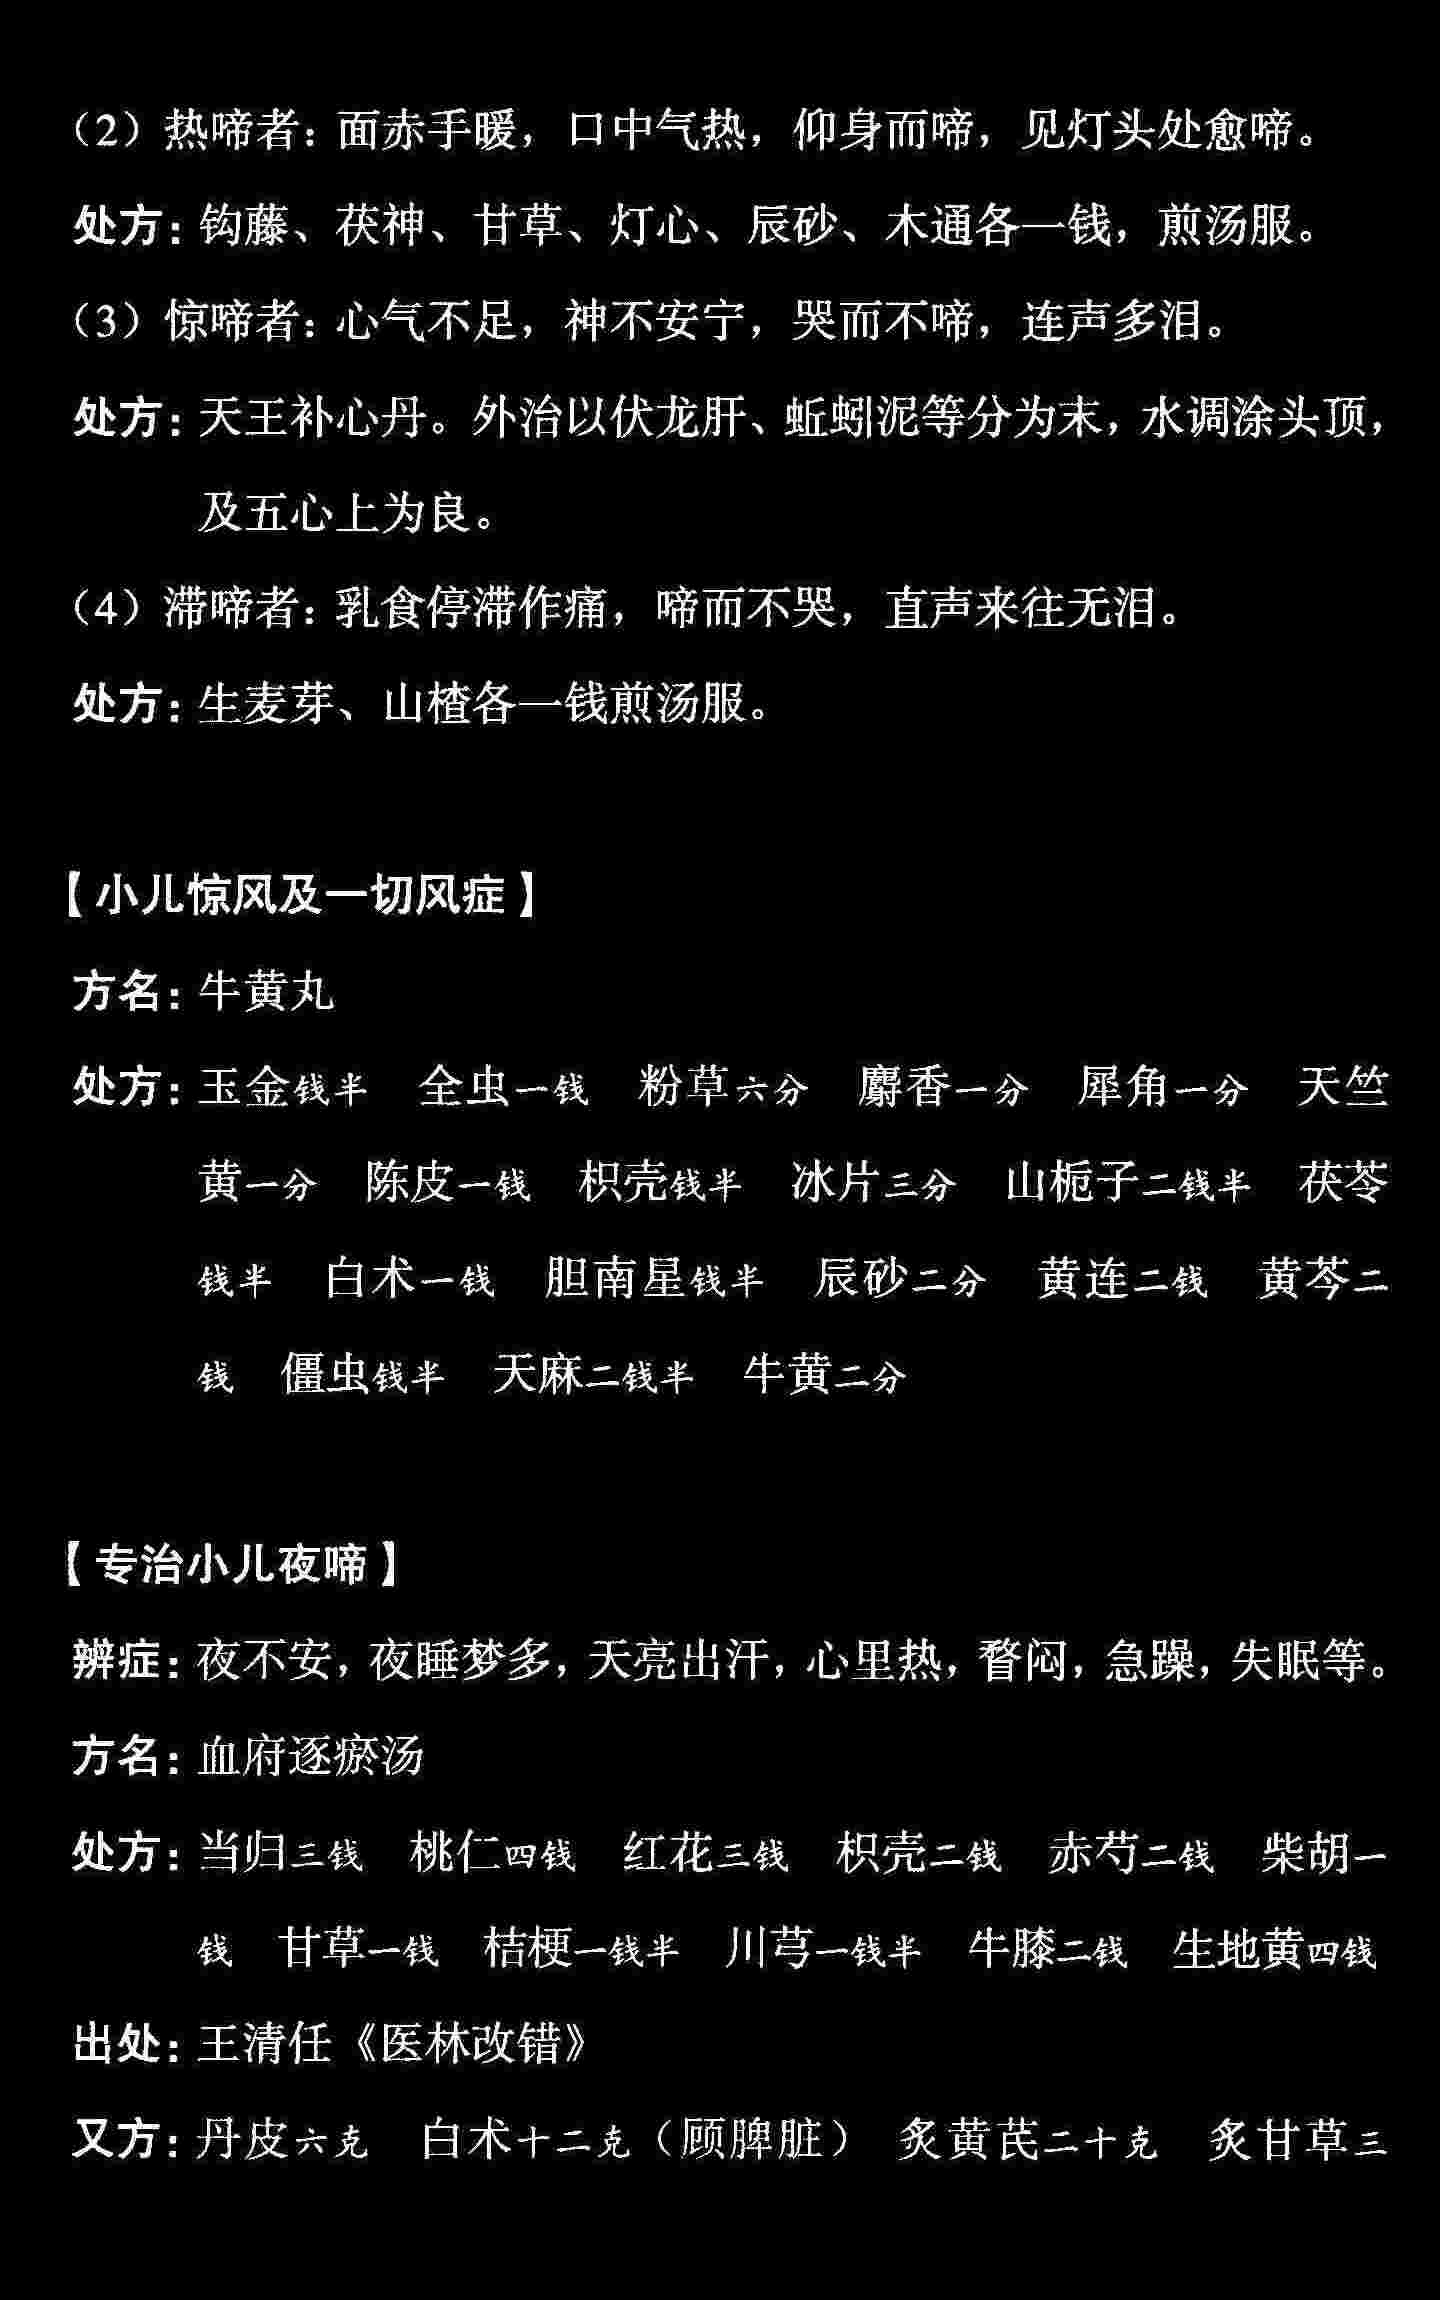 （2）热啼者：面赤手暖，口中气热，仰身而啼，见灯头处愈啼。
处方：钩藤、茯神、甘草、灯心、辰砂、木通各一钱，煎汤服。
（3）惊啼者：心气不足，神不安宁，哭而不啼，连声多泪。
处方：天王补心丹。外治以伏龙肝、蚯蚓泥等分为末，水调涂头顶，
及五心上为良。
（4）滞啼者：乳食停滞作痛，啼而不哭，直声来往无泪。
处方：生麦芽、山楂各一钱煎汤服。
【小儿惊风及一切风症】
方名：牛黄丸
处方：玉金钱半 全虫一钱 粉草六分 麝香一分 犀角一分 天竺
黄一分 陈皮一钱 枳壳钱半 冰片三分 山栀子二钱半 茯苓
钱半 白术一钱 胆南星钱半 辰砂二分 黄连二钱 黄芩二
钱 僵虫钱半 天麻二钱半 牛黄二分
【专治小儿夜啼】
辨症：夜不安，夜睡梦多，天亮出汗，心里热，瞀闷，急躁，失眠等。
方名：血府逐瘀汤
处方：当归三钱 桃仁四钱 红花三钱 枳壳二钱 赤芍二钱 柴胡一
钱 甘草一钱 桔梗一钱半 川芎一钱半 牛膝二钱 生地黄四钱
出处：王清任《医林改错》
又方：丹皮六克 白术十二克（顾脾脏） 炙黄芪二十克 炙甘草三